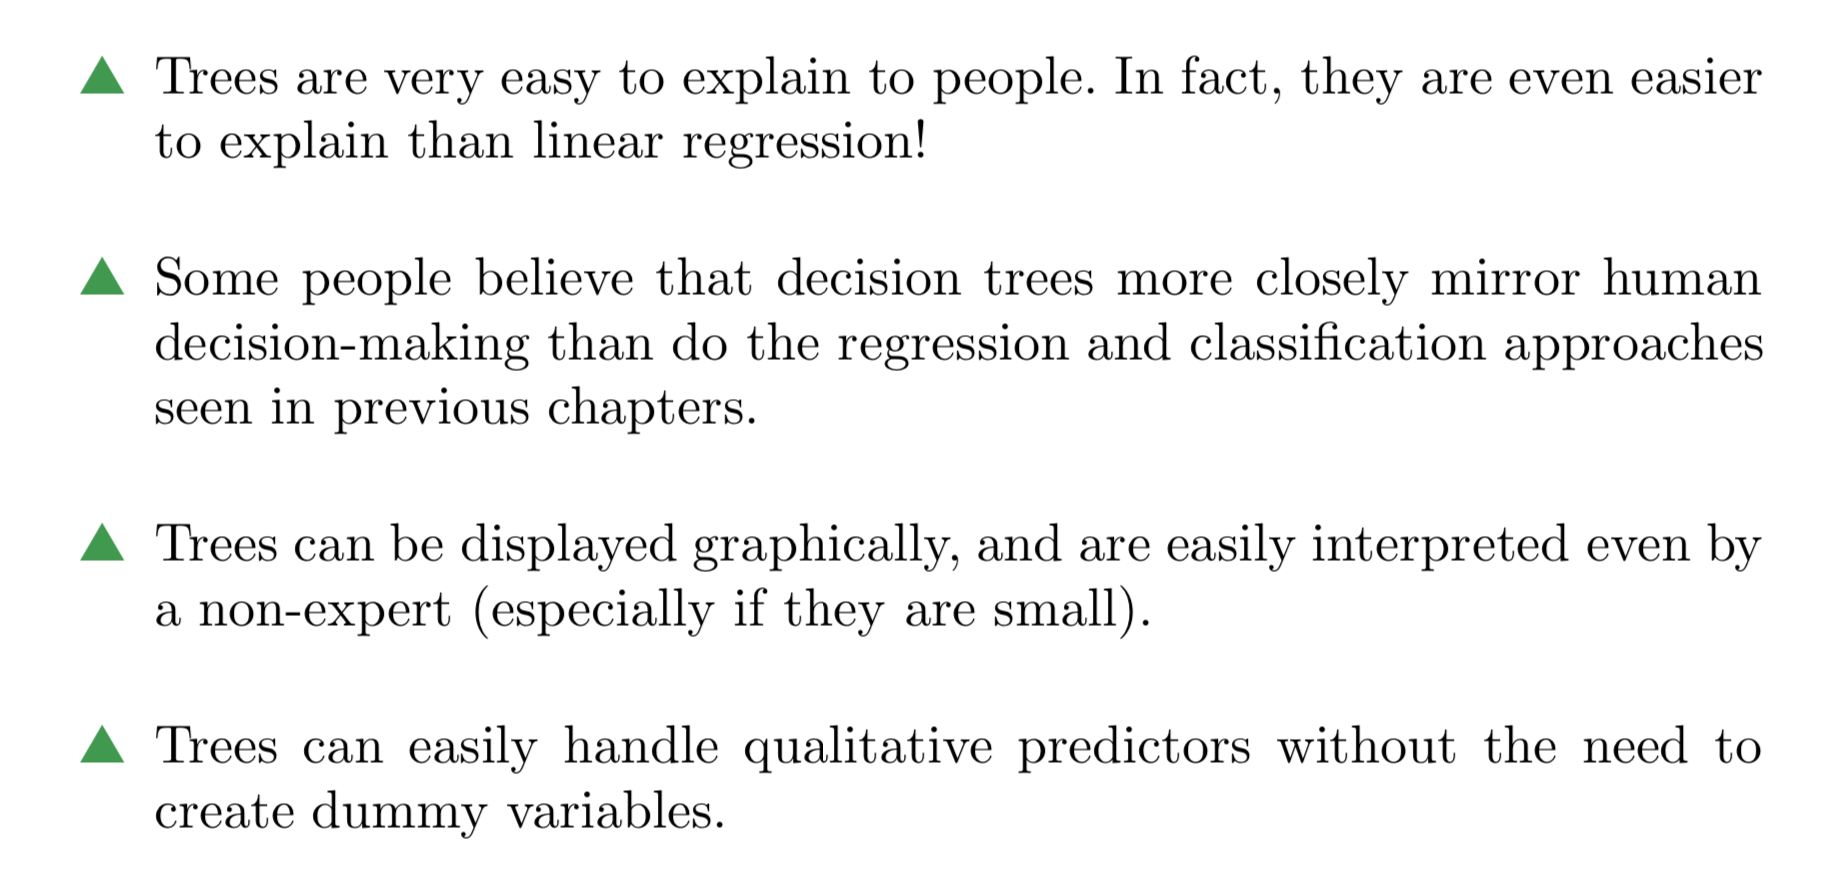 Trees are very easy to explain to people. In fact, they are even easier
to explain than linear regression!
Some people believe that decision trees more closely mirror human
decision-making than do the regression and classification approaches
seen in previous chapters.
Trees can be displayed graphically, and are easily interpreted even by
a non-expert (especially if they are small).
Trees can easily handle qualitative predictors without the need to
create dummy variables.